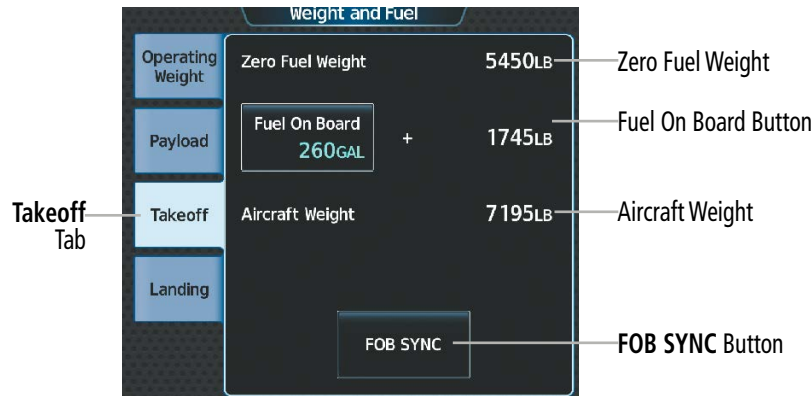 Weight and Fuel
Operating
Weight
Zero Fuel Weight 5450LB
Zero Fuel Weight
Payload
Fuel On Board
260GAL
+ 1745LB
Fuel On Board Button
Takeoff
Tab
Takeoff
Aircraft Weight 7195LB
Aircraft Weight
Landing
FOB SYNC
FOB SYNC Button